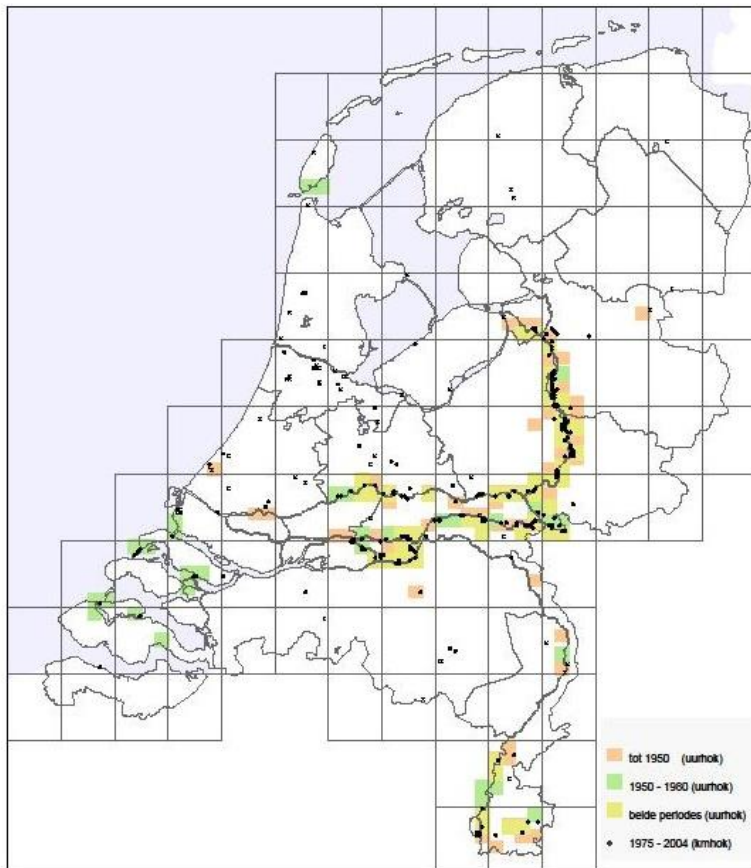 tot 1950 (uurhok)
1950 - 1980 (uurhok)
beide periodes (uurhok)
1975 - 2004 (kmhok)